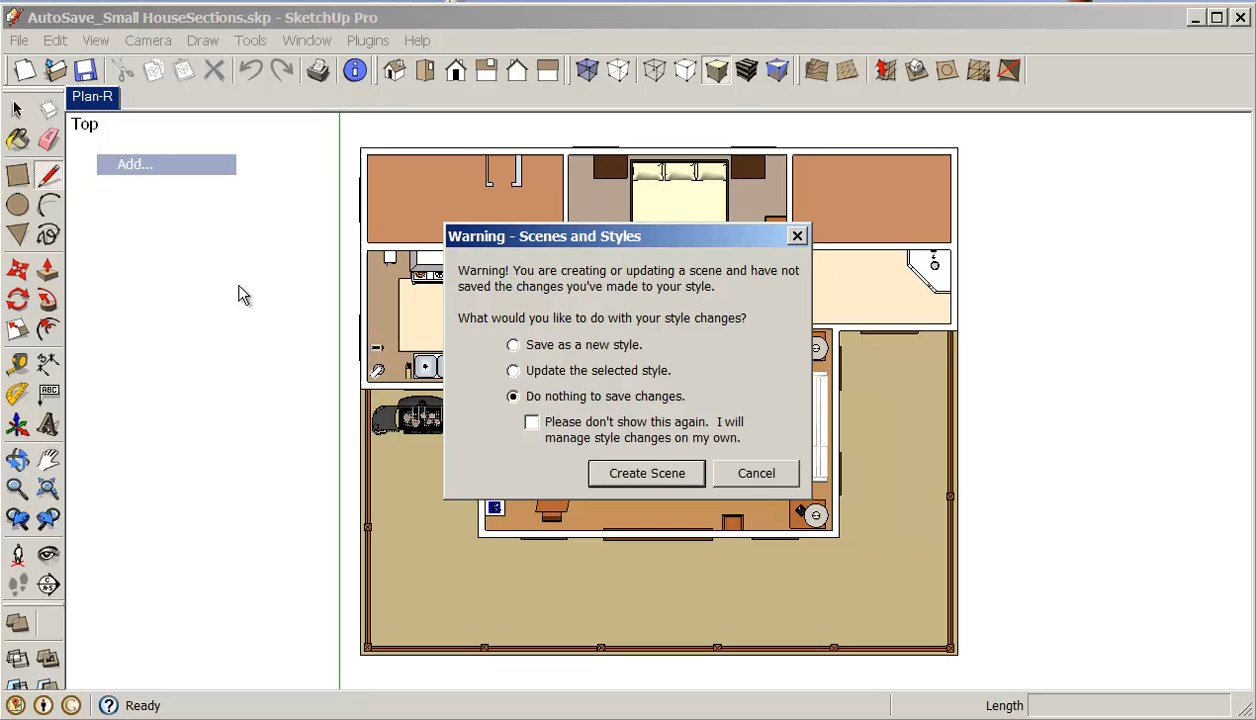 AutoSave_Small HouseSections.skp - SketchUp Pro
File Edit View Camera Draw Tools Window Plugins Help
Plan-R
Top
Add...
Warning - Scenes and Styles
Warning! You are creating or updating a scene and have not
saved the changes you've made to your style.
What would you like to do with your style changes?
Save as a new style.
Update the selected style.
Do nothing to save changes.
Please don't show this again. I will
manage style changes on my own.
Create Scene Cancel
ABC
Ready Length